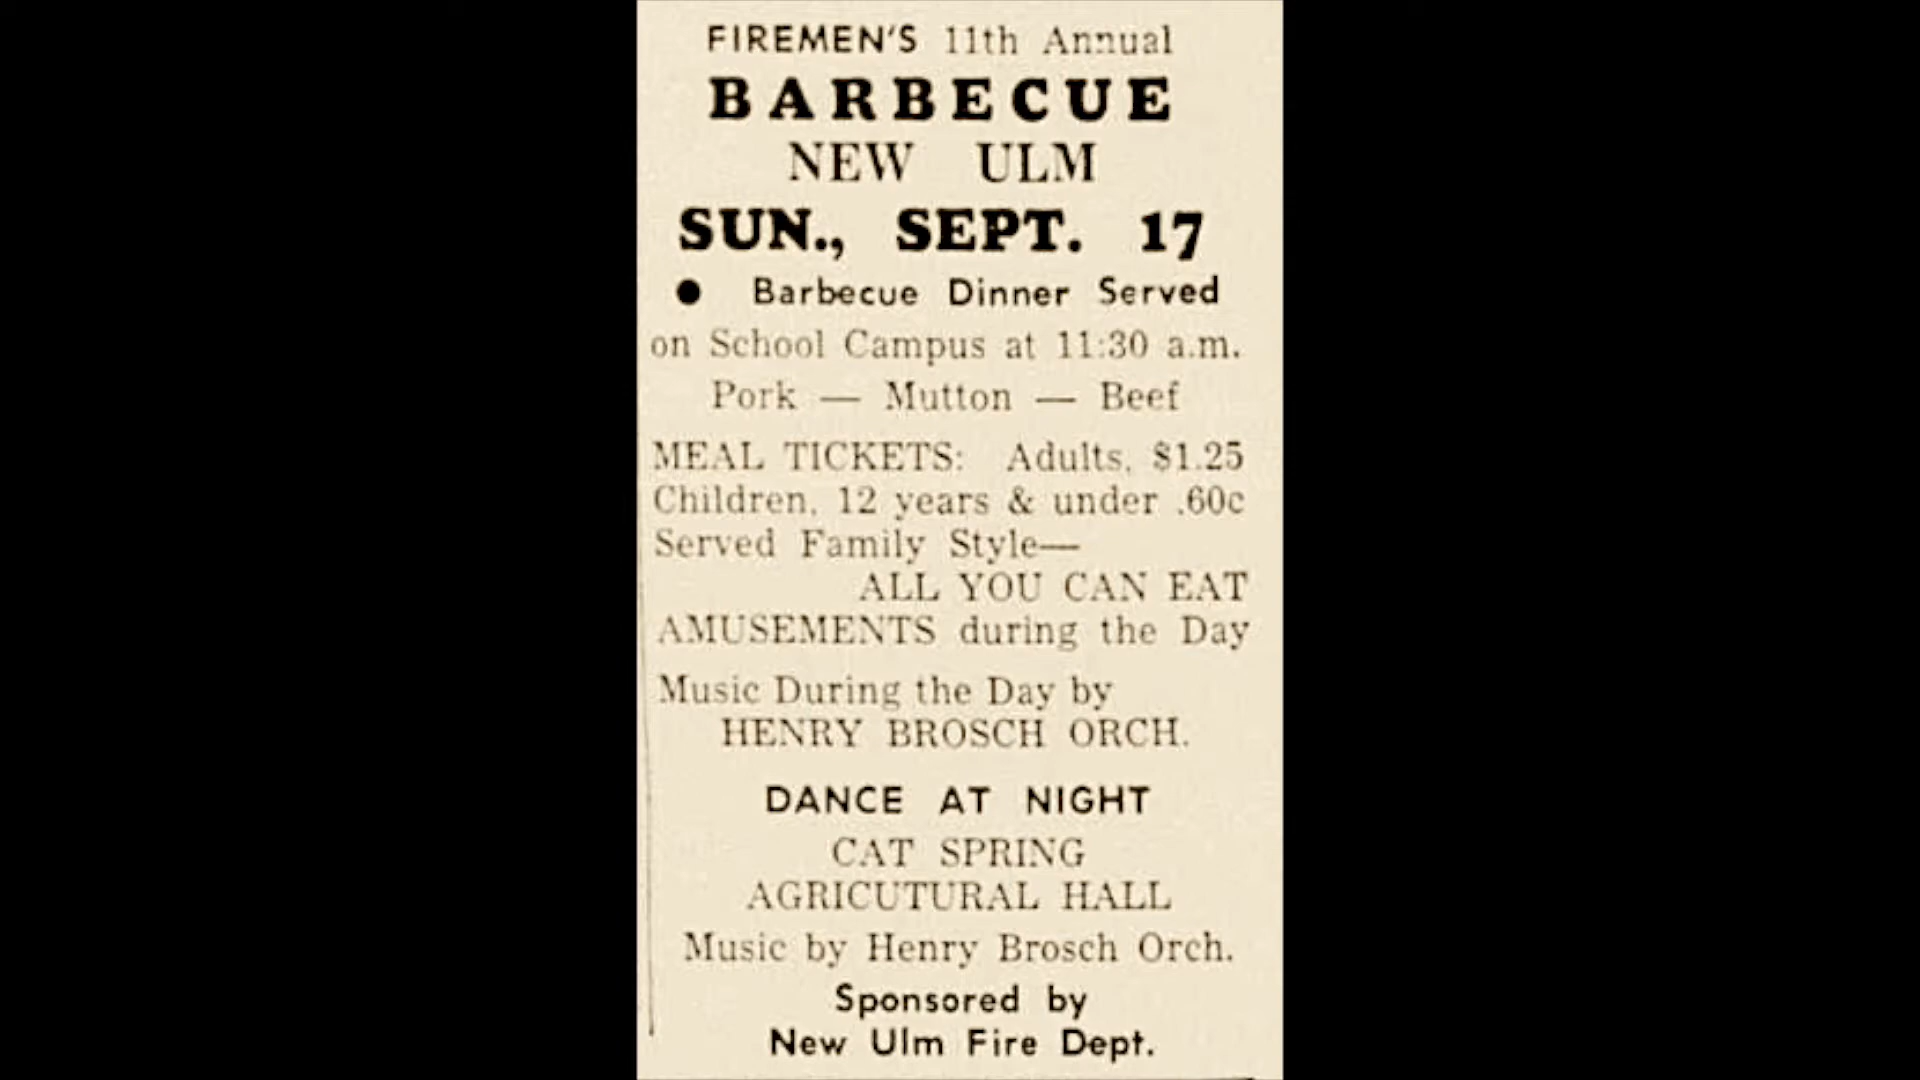 FIREMEN'S 11th Annual
BARBECUE
NEW ULM
SUN., SEPT. 17
● Barbecue Dinner Served
on School Campus at 11:30 a.m.
Pork — Mutton — Beef
MEAL TICKETS: Adults, $1.25
Children, 12 years & under .60c
Served Family Style—
ALL YOU CAN EAT
AMUSEMENTS during the Day
Music During the Day by
HENRY BROSCH ORCH.
DANCE AT NIGHT
CAT SPRING
AGRICUTURAL HALL
Music by Henry Brosch Orch.
Sponsored by
New Ulm Fire Dept.